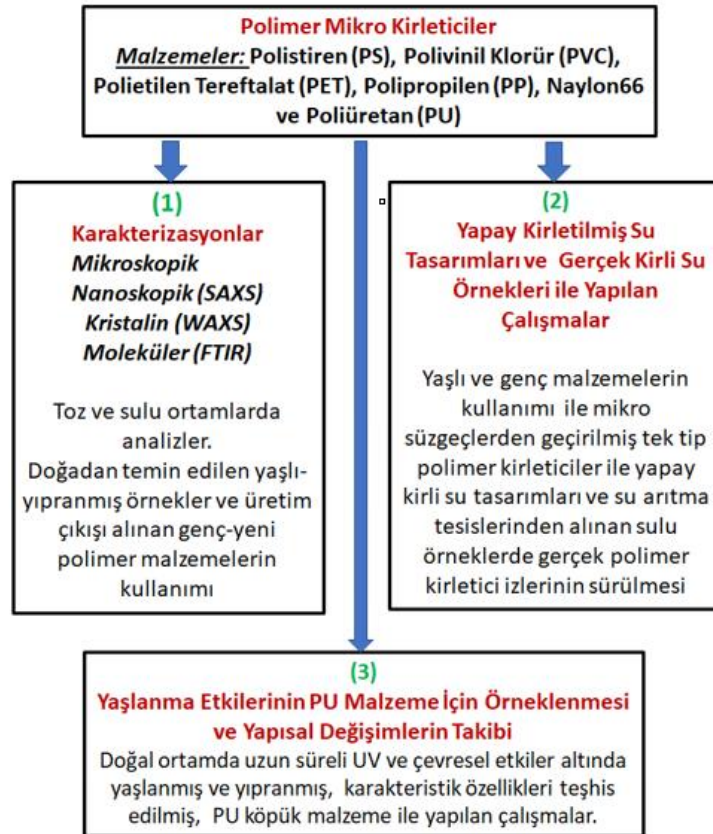 Polimer Mikro Kirleticiler
Malzemeler: Polistiren (PS), Polivinil Klorür (PVC),
Polietilen Tereftalat (PET), Polipropilen (PP), Naylon66
ve Poliüretan (PU)
(1)
Karakterizasyonlar
Mikroskopik
Nanoskopik (SAXS)
Kristalin (WAXS)
Moleküler (FTIR)
Toz ve sulu ortamlarda
analizler.
Doğadan temin edilen yaşlı-
yıpranmış örnekler ve üretim
çıkışı alınan genç-yeni
polimer malzemelerin
kullanımı
(2)
Yapay Kirletilmiş Su
Tasarımları ve Gerçek Kirli Su
Örnekleri ile Yapılan
Çalışmalar
Yaşlı ve genç malzemelerin
kullanımı ile mikro
süzgeçlerden geçirilmiş tek tip
polimer kirleticiler ile yapay
kirli su tasarımları ve su arıtma
tesislerinden alınan sulu
örneklerde gerçek polimer
kirletici izlerinin sürülmesi
(3)
Yaşlanma Etkilerinin PU Malzeme İçin Örneklenmesi
ve Yapısal Değişimlerin Takibi
Doğal ortamda uzun süreli UV ve çevresel etkiler altında
yaşlanmış ve yıpranmış, karakteristik özellikleri teşhis
edilmiş, PU köpük malzeme ile yapılan çalışmalar.